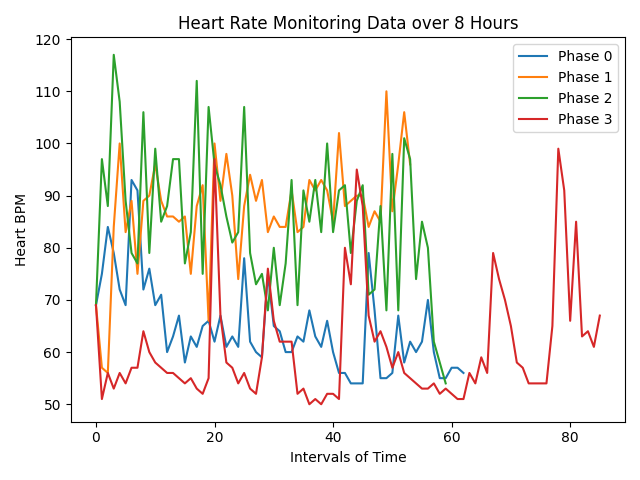 Heart Rate Monitoring Data over 8 Hours
120
110
100
90
80
70
60
50
Heart BPM
0
20
40
60
80
Intervals of Time
Phase 0
Phase 1
Phase 2
Phase 3